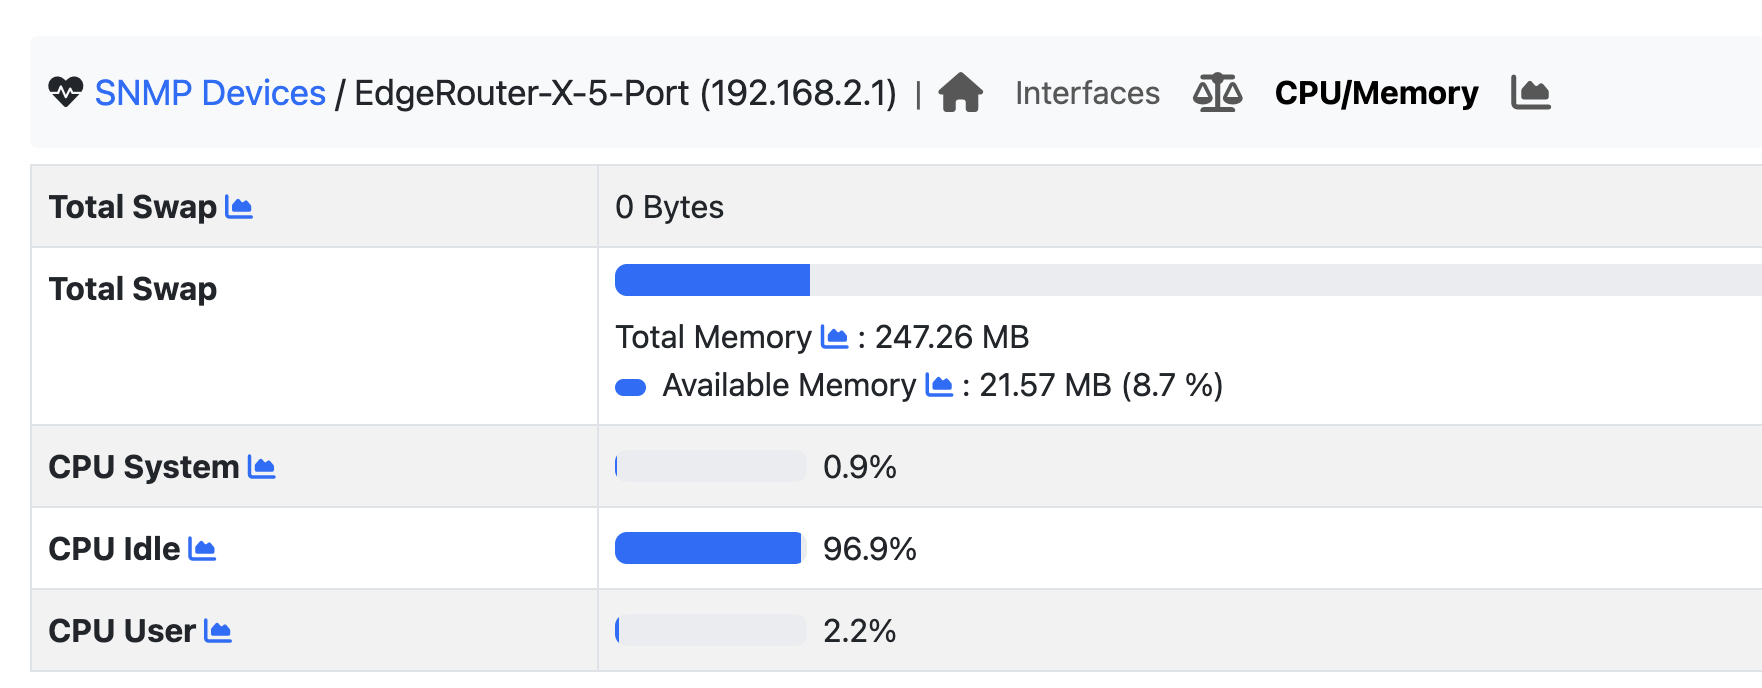 SNMP Devices / EdgeRouter-X-5-Port (192.168.2.1) | Interfaces CPU/Memory
Total Swap 0 Bytes
Total Swap
Total Memory : 247.26 MB
Available Memory : 21.57 MB (8.7 %)
CPU System 0.9%
CPU Idle 96.9%
CPU User 2.2%